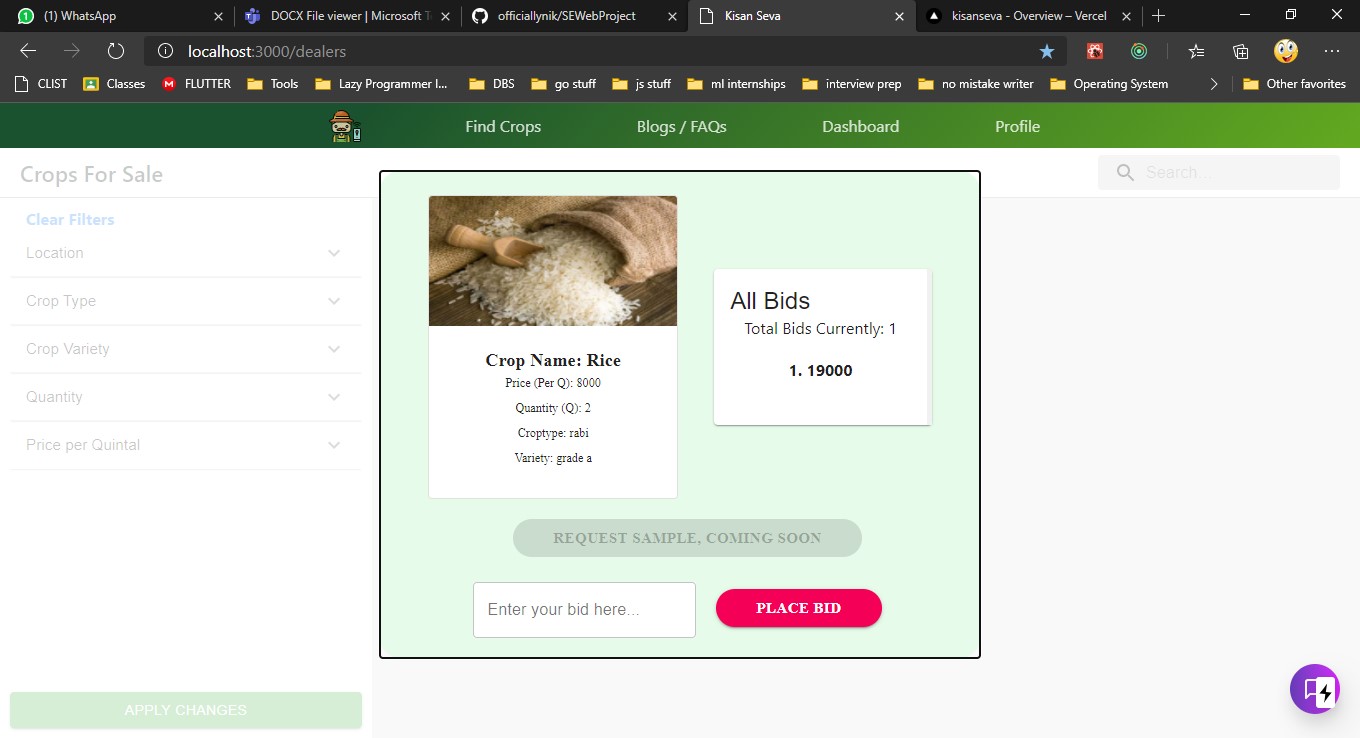 (1) WhatsApp
DOCX File viewer | Microsoft T
officiallynik/SEWebProject
Kisan Seva
kisanseva - Overview – Vercel
localhost:3000/dealers
CLIST
Classes
FLUTTER
Tools
Lazy Programmer I...
DBS
go stuff
js stuff
ml internships
interview prep
no mistake writer
Operating System
Other favorites
Find Crops
Blogs / FAQs
Dashboard
Profile
Crops For Sale
Search...
Clear Filters
Location
Crop Type
Crop Variety
Quantity
Price per Quintal
APPLY CHANGES
Crop Name: Rice
Price (Per Q): 8000
Quantity (Q): 2
Croptype: rabi
Variety: grade a
All Bids
Total Bids Currently: 1
1. 19000
REQUEST SAMPLE, COMING SOON
Enter your bid here...
PLACE BID